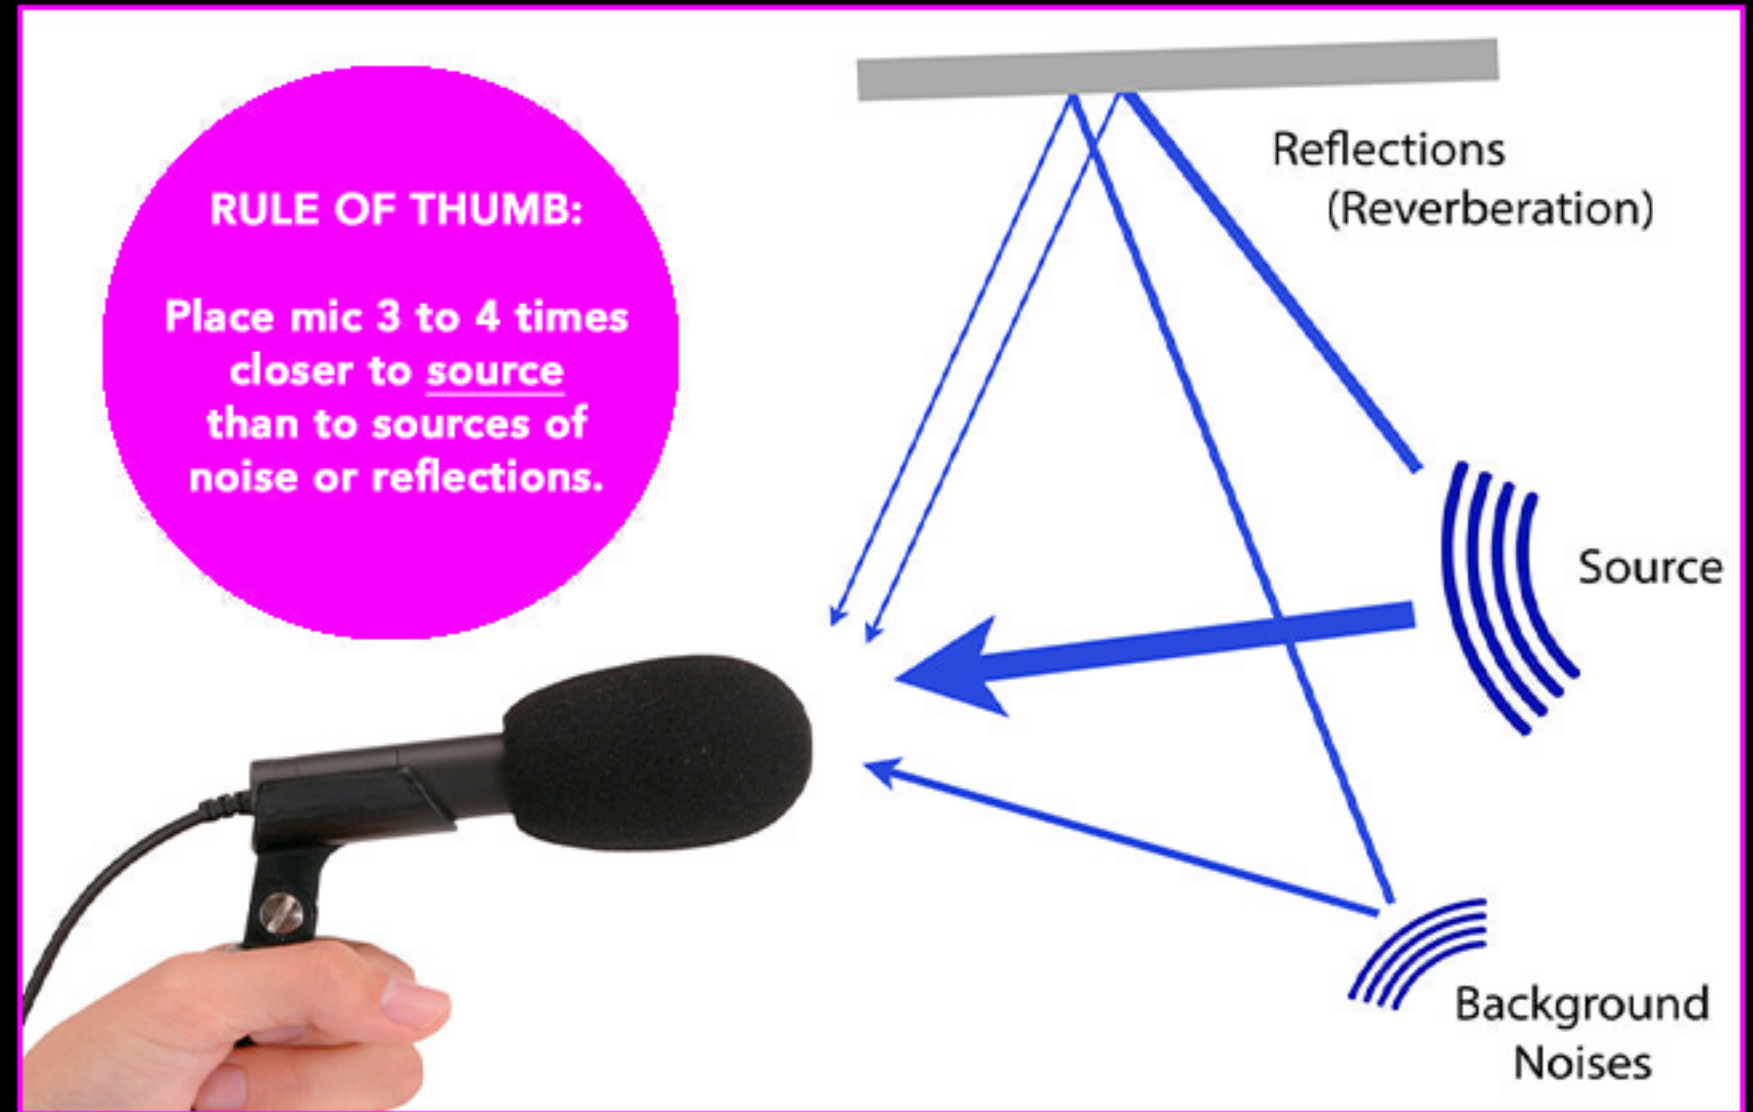 RULE OF THUMB:
Place mic 3 to 4 times
closer to source
than to sources of
noise or reflections.
Reflections
(Reverberation)
Source
Background
Noises